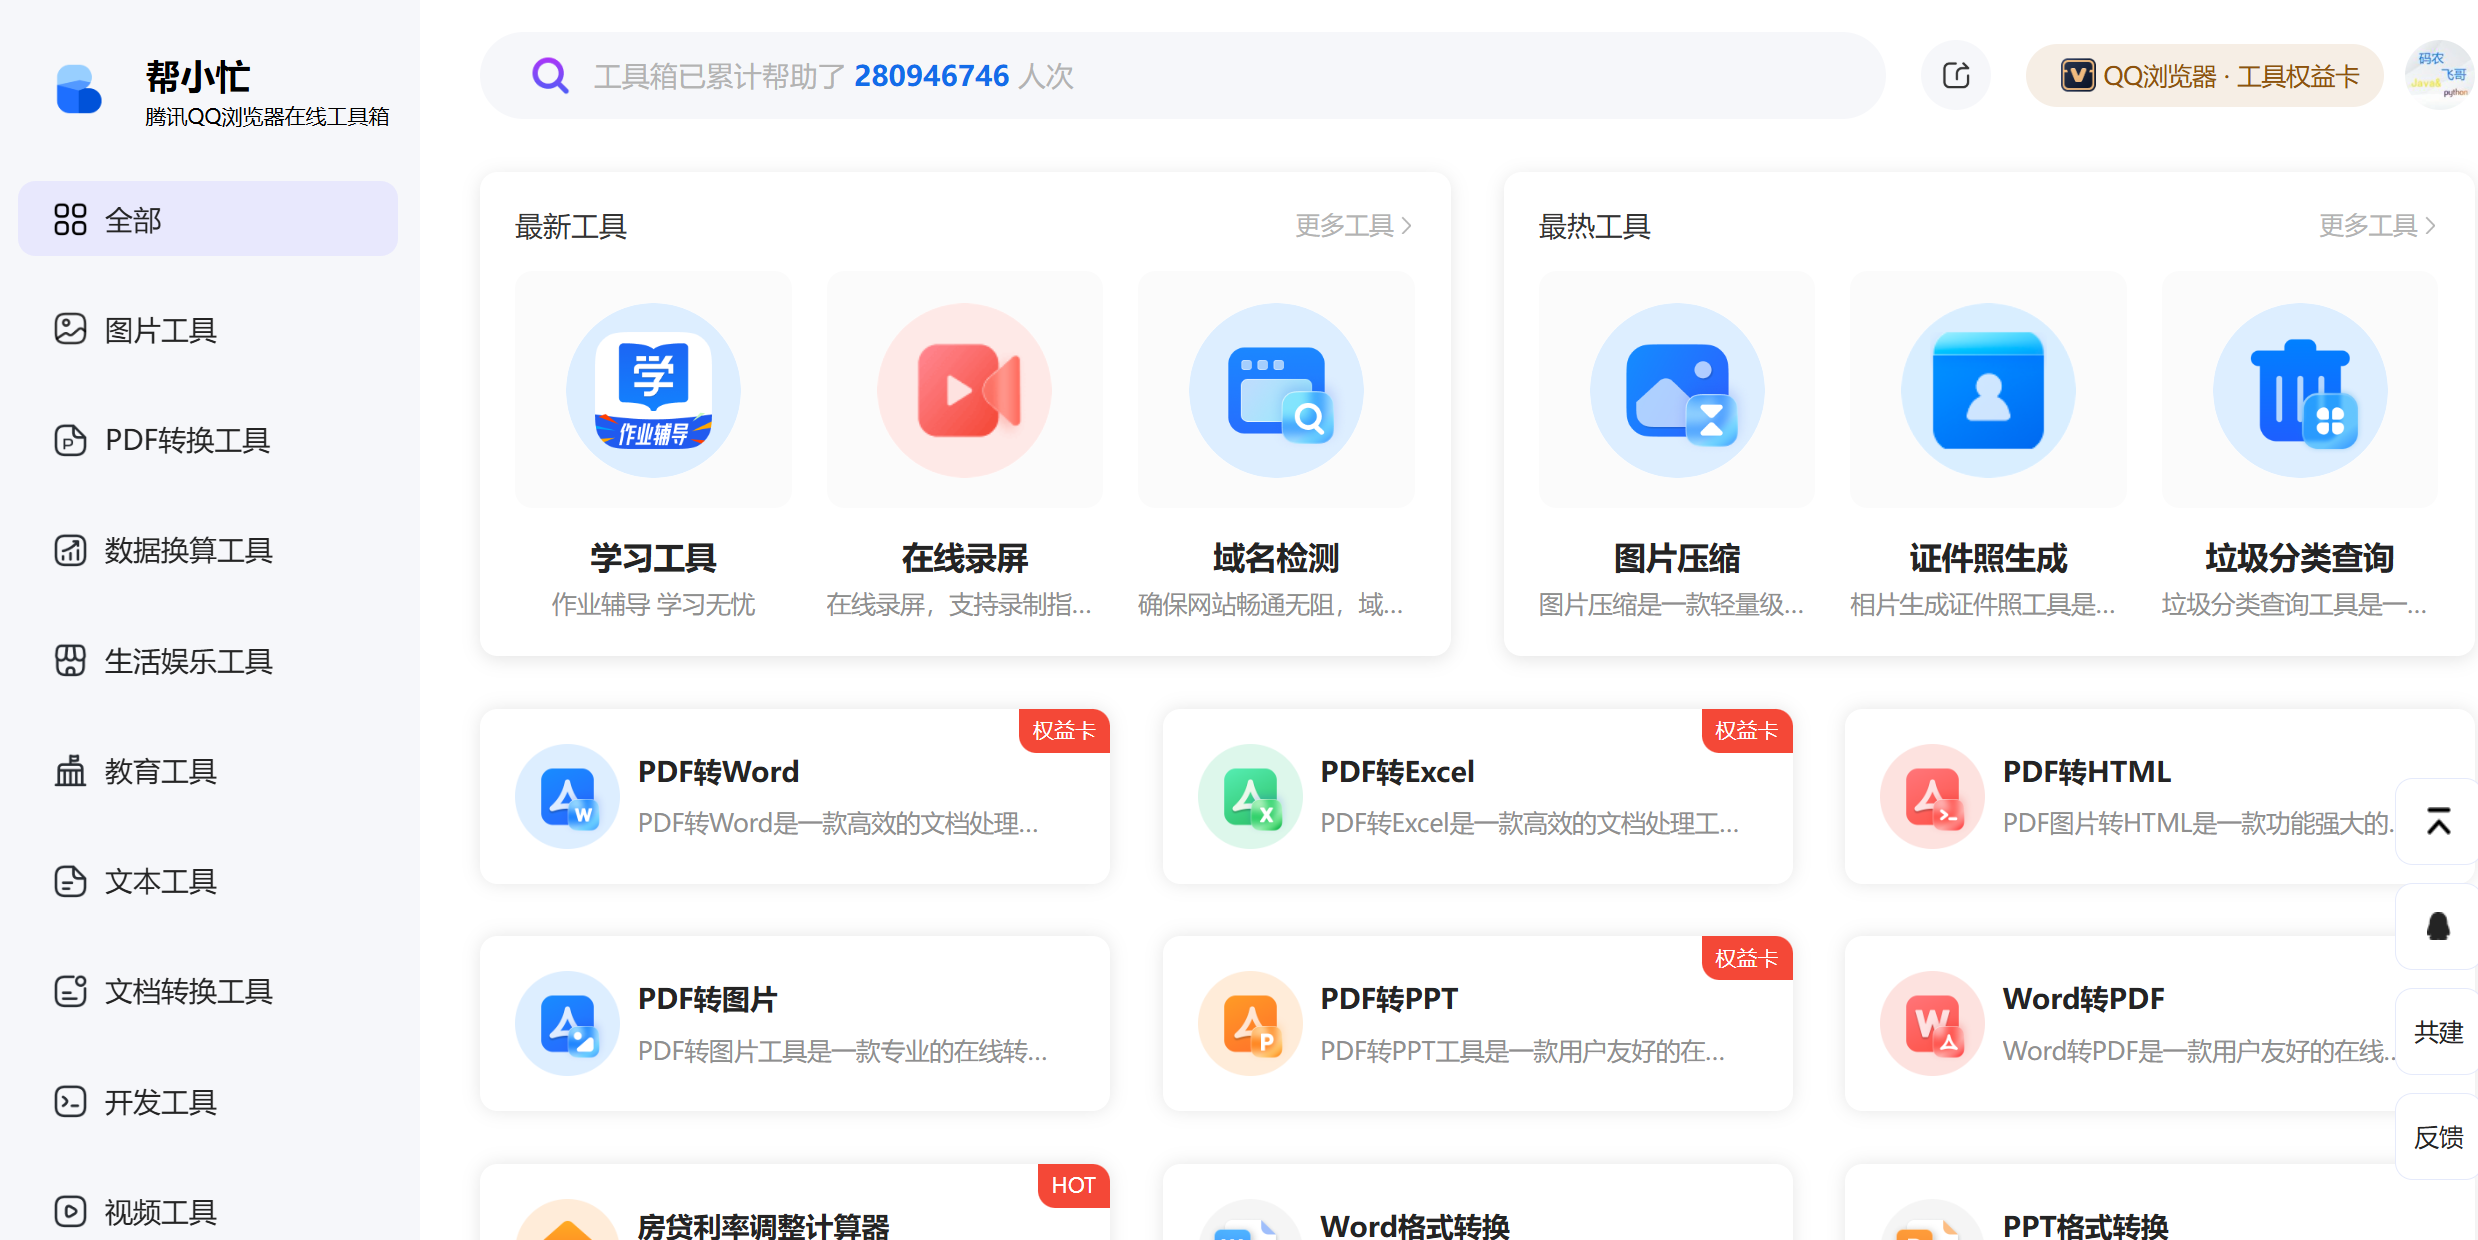 帮小忙
腾讯QQ浏览器在线工具箱
工具箱已累计帮助了 280946746 人次
QQ浏览器 · 工具权益卡
码农
飞哥
Java&
python
全部
图片工具
PDF转换工具
数据换算工具
生活娱乐工具
教育工具
文本工具
文档转换工具
开发工具
视频工具
最新工具
更多工具
学
作业辅导
学习工具
作业辅导 学习无忧
在线录屏
在线录屏，支持录制指...
域名检测
确保网站畅通无阻，域...
最热工具
更多工具
图片压缩
图片压缩是一款轻量级...
证件照生成
相片生成证件照工具是...
垃圾分类查询
垃圾分类查询工具是一...
权益卡
PDF转Word
PDF转Word是一款高效的文档处理...
权益卡
PDF转Excel
PDF转Excel是一款高效的文档处理工...
PDF转HTML
PDF图片转HTML是一款功能强大的.
PDF转图片
PDF转图片工具是一款专业的在线转...
权益卡
PDF转PPT
PDF转PPT工具是一款用户友好的在...
Word转PDF
Word转PDF是一款用户友好的在线..
HOT
房贷利率调整计算器
Word格式转换
PPT格式转换
共建
反馈